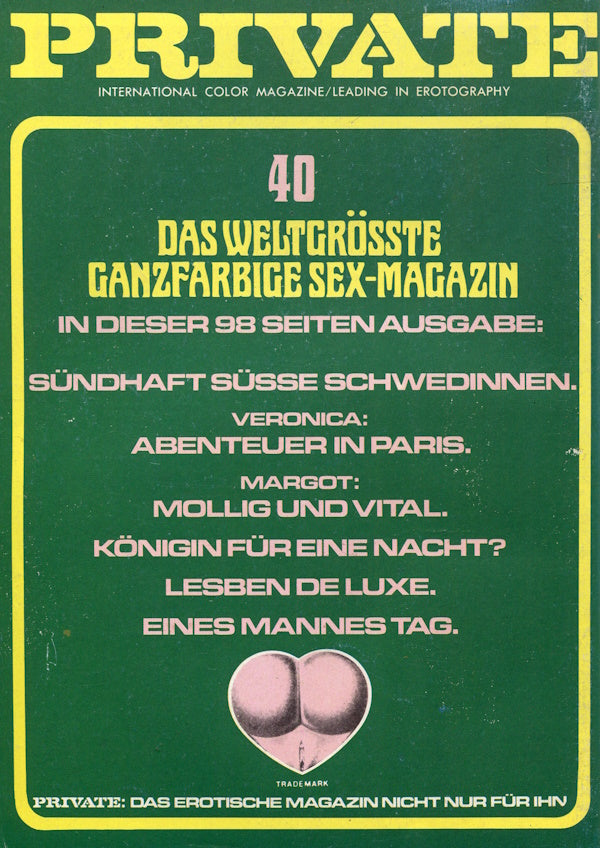 PRIVATE
INTERNATIONAL COLOR MAGAZINE/LEADING IN EROTOGRAPHY
40
DAS WELTGRÖSSTE
GANZFARBIGE SEX-MAGAZIN
IN DIESER 98 SEITEN AUSGABE:
SÜNDHAFT SÜSSE SCHWEDINNEN.
VERONICA:
ABENTEUER IN PARIS.
MARGOT:
MOLLIG UND VITAL.
KÖNIGIN FÜR EINE NACHT?
LESBEN DE LUXE.
EINES MANNES TAG.
TRADEMARK
PRIVATE: DAS EROTISCHE MAGAZIN NICHT NUR FÜR IHN